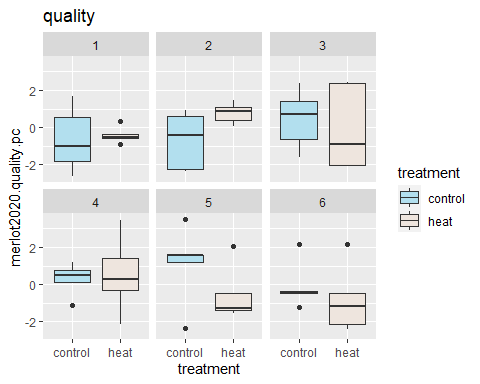 quality
1 2 3
2
0
-2
4 5 6
2
0
-2
control heat control heat control heat
treatment
merlot2020.quality.pc
treatment
control
heat